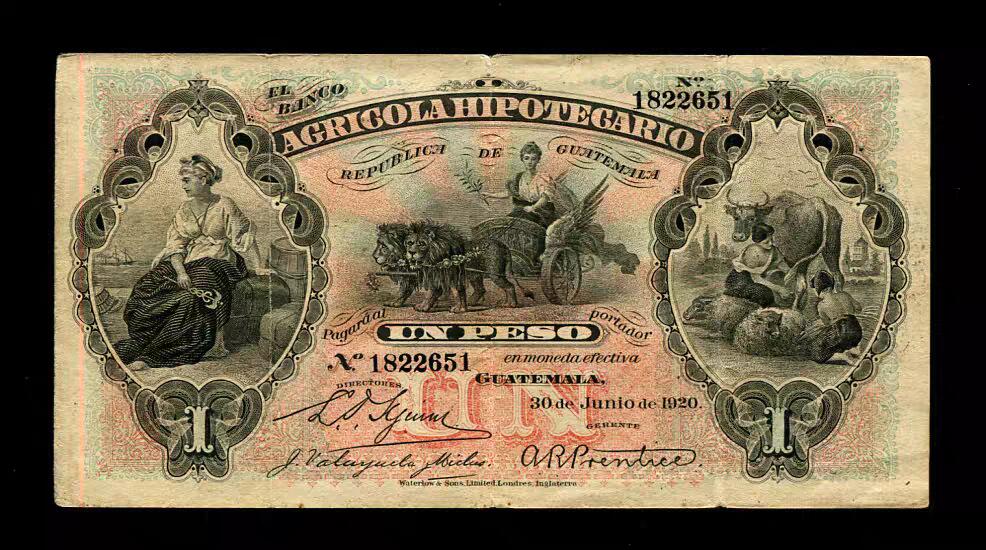 EL BANCO
Nº 1822651
AGRICOLA HIPOTECARIO
REPUBLICA DE GUATEMALA
Pagará al portador
UN PESO
Nº 1822651
en moneda efectiva
GUATEMALA,
DIRECTORES
30 de Junio de 1920.
UN
GERENTE
A R Prentice.
1 1
Waterlow & Sons, Limited, Londres, Inglaterra